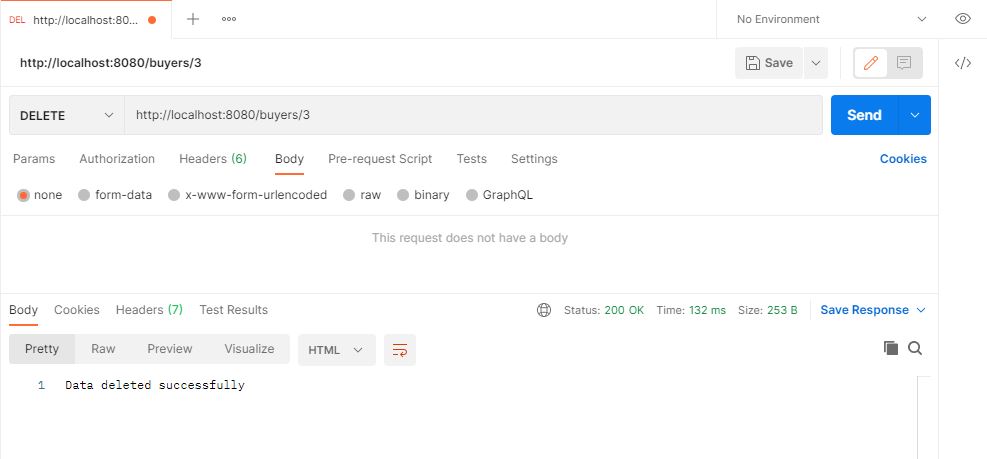 DEL http://localhost:80... No Environment
http://localhost:8080/buyers/3 Save
DELETE http://localhost:8080/buyers/3 Send
Params Authorization Headers (6) Body Pre-request Script Tests Settings Cookies
none form-data x-www-form-urlencoded raw binary GraphQL
This request does not have a body
Body Cookies Headers (7) Test Results Status: 200 OK Time: 132 ms Size: 253 B Save Response
Pretty Raw Preview Visualize HTML
1 Data deleted successfully